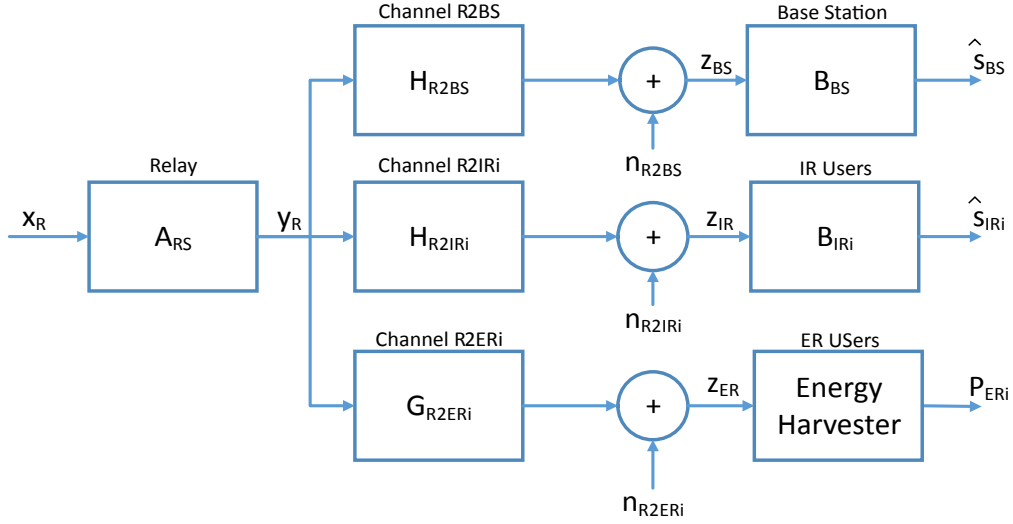 Channel R2BS
Base Station
H_R2BS
+
z_BS
B_BS
ŝ_BS
n_R2BS
Relay
Channel R2IRi
IR Users
x_R
A_RS
y_R
H_R2IRi
+
z_IR
B_IRi
ŝ_IRi
n_R2IRi
Channel R2ERi
ER USers
G_R2ERi
+
z_ER
Energy
Harvester
P_ERi
n_R2ERi